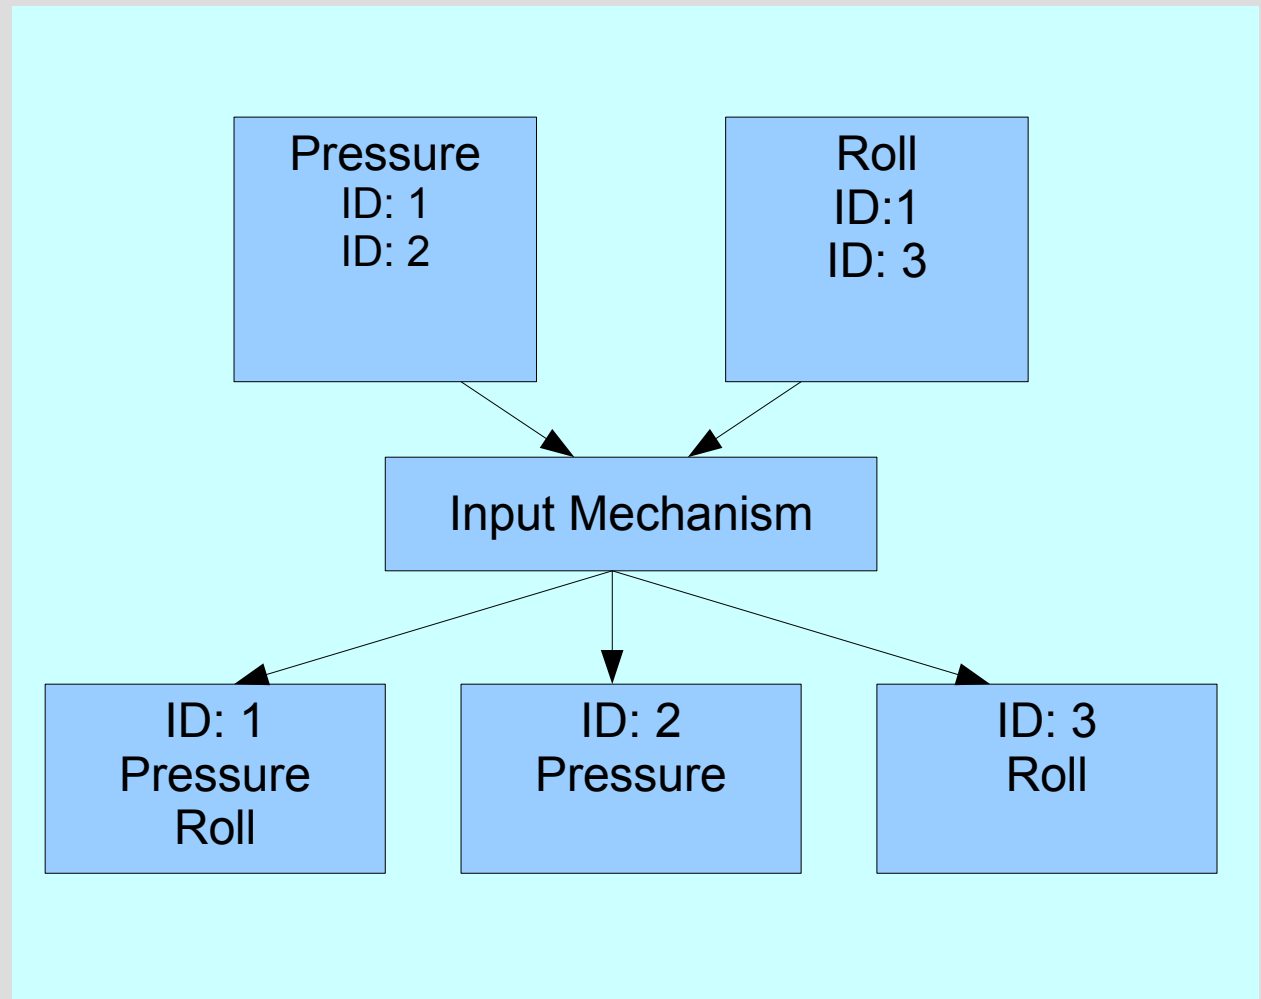 Pressure
ID: 1
ID: 2
Roll
ID:1
ID: 3
Input Mechanism
ID: 1
Pressure
Roll
ID: 2
Pressure
ID: 3
Roll